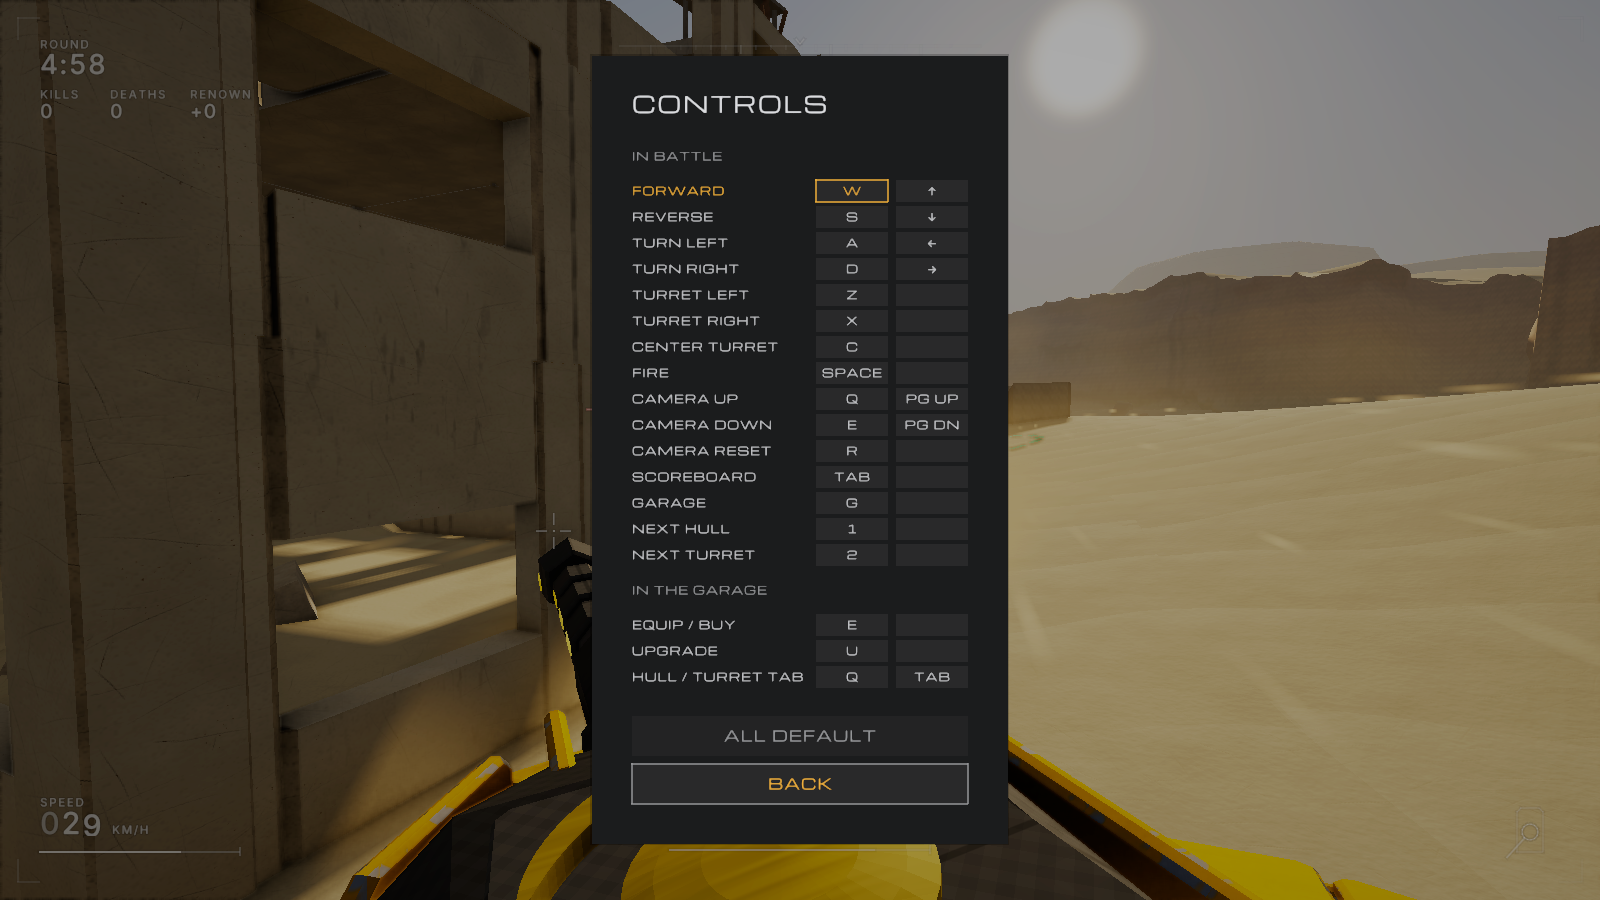 ROUND
4:58
KILLS DEATHS RENOWN
0 0 +0
CONTROLS
IN BATTLE
FORWARD W ↑
REVERSE S ↓
TURN LEFT A ←
TURN RIGHT D →
TURRET LEFT Z
TURRET RIGHT X
CENTER TURRET C
FIRE SPACE
CAMERA UP Q PG UP
CAMERA DOWN E PG DN
CAMERA RESET R
SCOREBOARD TAB
GARAGE G
NEXT HULL 1
NEXT TURRET 2
IN THE GARAGE
EQUIP / BUY E
UPGRADE U
HULL / TURRET TAB Q TAB
ALL DEFAULT
BACK
SPEED
029 KM/H